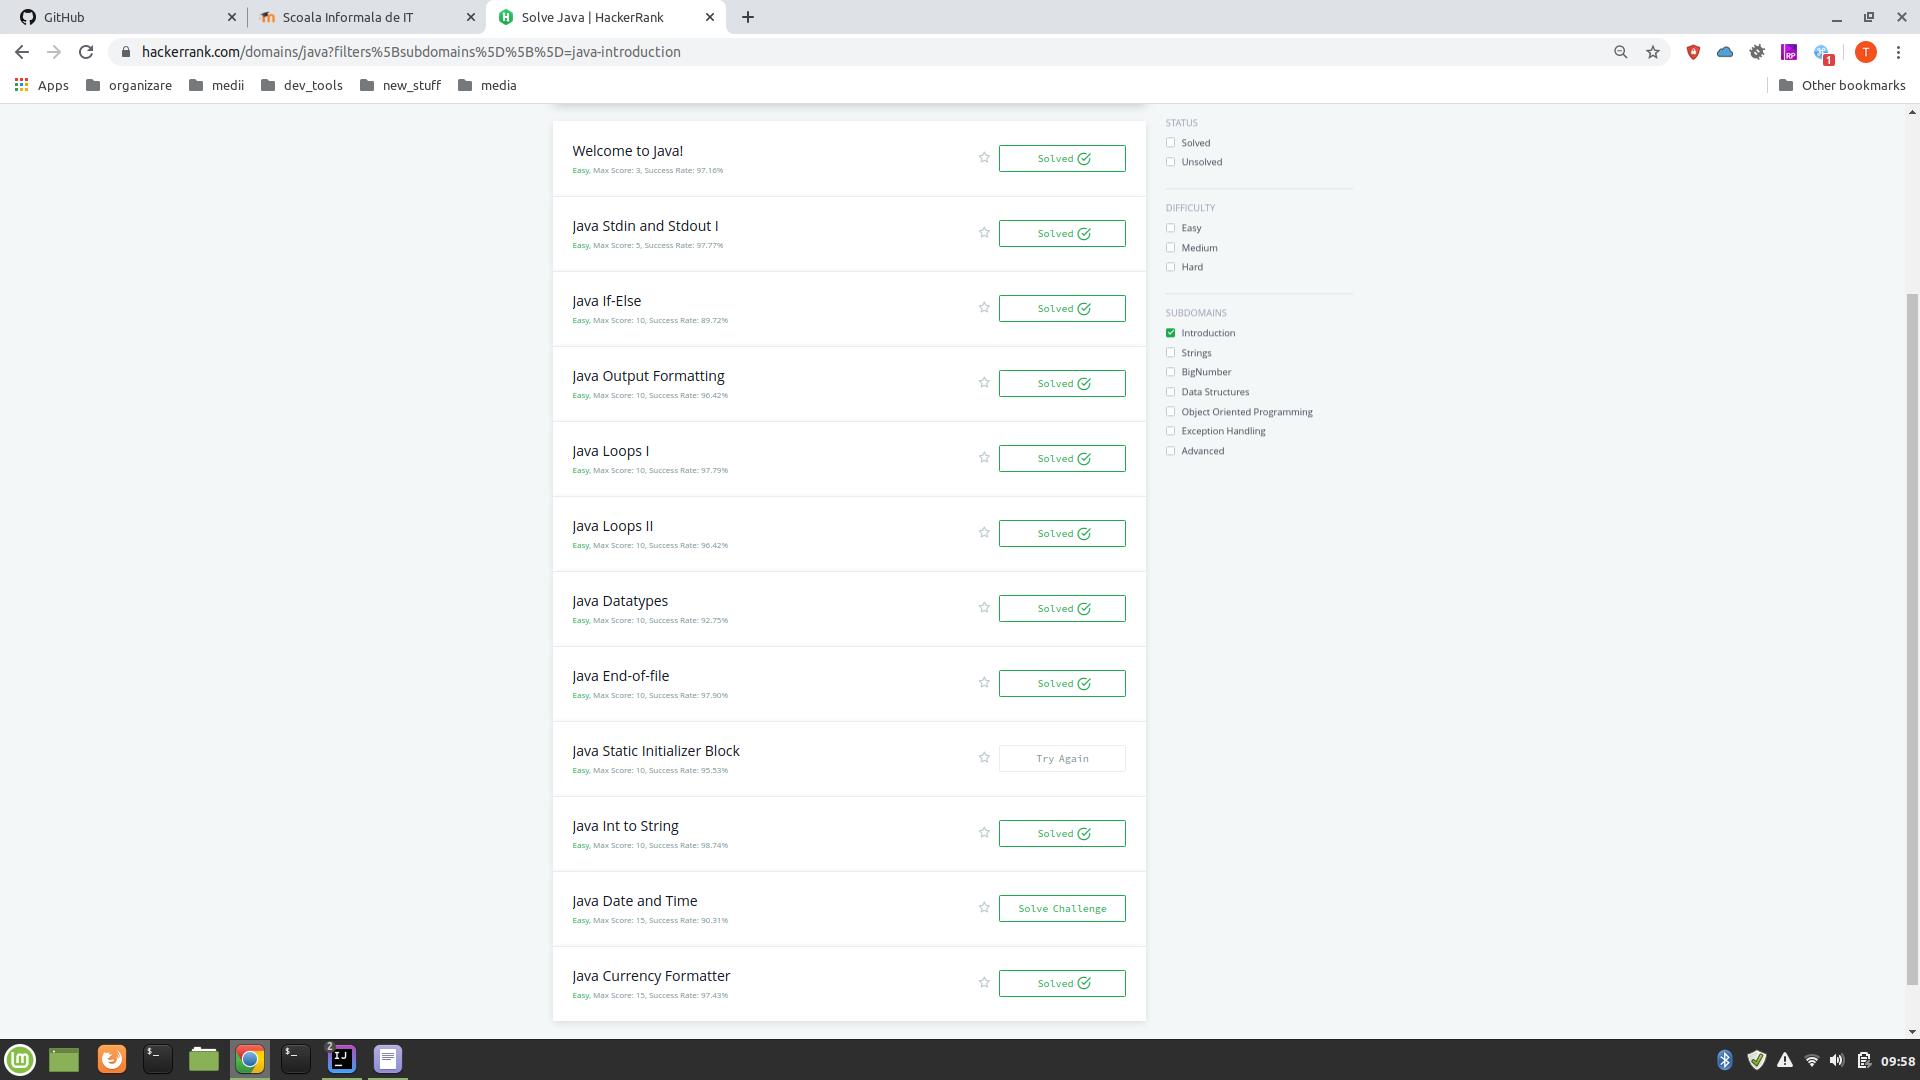 GitHub
Scoala Informala de IT
Solve Java | HackerRank
hackerrank.com/domains/java?filters%5Bsubdomains%5D%5B%5D=java-introduction
RP
1
T
Apps
organizare
medii
dev_tools
new_stuff
media
Other bookmarks
Welcome to Java!
Easy, Max Score: 3, Success Rate: 97.16%
Solved
Java Stdin and Stdout I
Easy, Max Score: 5, Success Rate: 97.77%
Solved
Java If-Else
Easy, Max Score: 10, Success Rate: 89.72%
Solved
Java Output Formatting
Easy, Max Score: 10, Success Rate: 96.42%
Solved
Java Loops I
Easy, Max Score: 10, Success Rate: 97.79%
Solved
Java Loops II
Easy, Max Score: 10, Success Rate: 96.42%
Solved
Java Datatypes
Easy, Max Score: 10, Success Rate: 92.75%
Solved
Java End-of-file
Easy, Max Score: 10, Success Rate: 97.90%
Solved
Java Static Initializer Block
Easy, Max Score: 10, Success Rate: 95.53%
Try Again
Java Int to String
Easy, Max Score: 10, Success Rate: 98.74%
Solved
Java Date and Time
Easy, Max Score: 15, Success Rate: 90.31%
Solve Challenge
Java Currency Formatter
Easy, Max Score: 15, Success Rate: 97.43%
Solved
STATUS
Solved
Unsolved
DIFFICULTY
Easy
Medium
Hard
SUBDOMAINS
Introduction
Strings
BigNumber
Data Structures
Object Oriented Programming
Exception Handling
Advanced
$_
$_
2
IJ
09:58